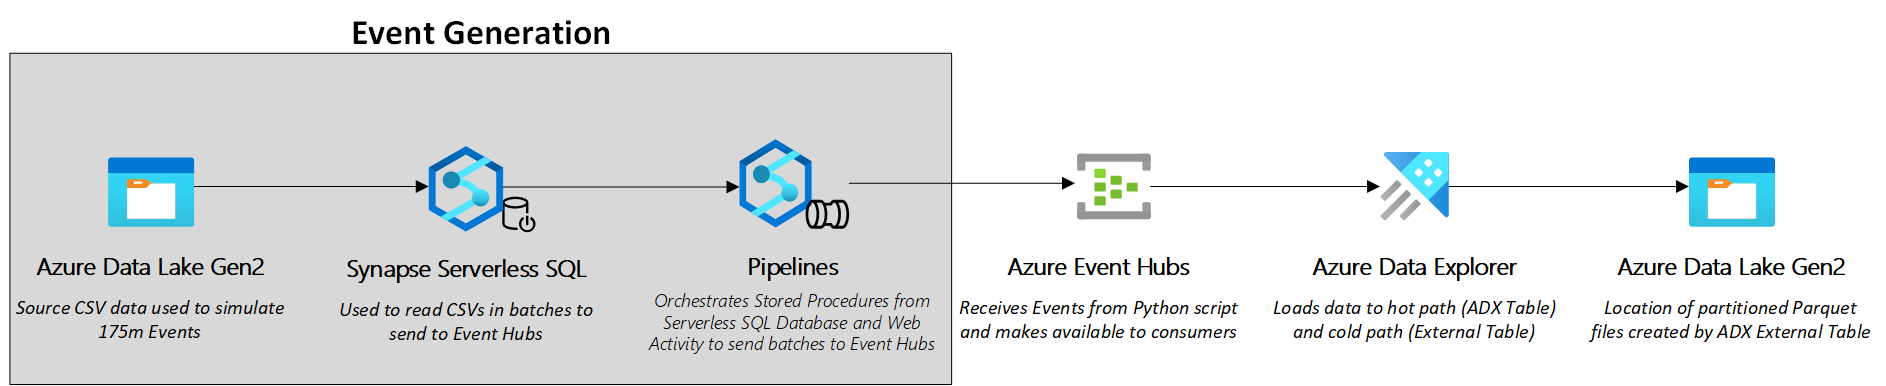 Event Generation
Azure Data Lake Gen2
Source CSV data used to simulate
175m Events
Synapse Serverless SQL
Used to read CSVs in batches to
send to Event Hubs
Pipelines
Orchestrates Stored Procedures from
Serverless SQL Database and Web
Activity to send batches to Event Hubs
Azure Event Hubs
Receives Events from Python script
and makes available to consumers
Azure Data Explorer
Loads data to hot path (ADX Table)
and cold path (External Table)
Azure Data Lake Gen2
Location of partitioned Parquet
files created by ADX External Table